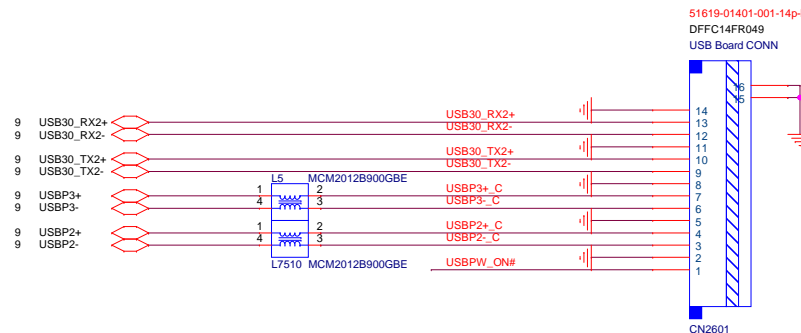 51619-01401-001-14p-
DFFC14FR049
USB Board CONN
16
15
14
9 USB30_RX2+ USB30_RX2+ 13
9 USB30_RX2- USB30_RX2- 12
11
9 USB30_TX2+ USB30_TX2+ 10
9 USB30_TX2- USB30_TX2- 9
L5 MCM2012B900GBE 8
9 USBP3+ 1 2 USBP3+_C 7
9 USBP3- 4 3 USBP3-_C 6
5
9 USBP2+ 1 2 USBP2+_C 4
9 USBP2- 4 3 USBP2-_C 3
2
L7510 MCM2012B900GBE USBPW_ON# 1
CN2601